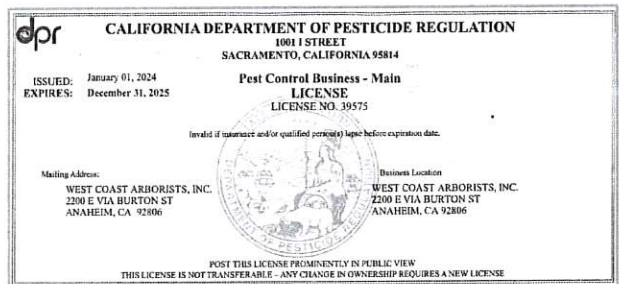 dpr
CALIFORNIA DEPARTMENT OF PESTICIDE REGULATION
1001 I STREET
SACRAMENTO, CALIFORNIA 95814
ISSUED: January 01, 2024
EXPIRES: December 31, 2025
Pest Control Business - Main
LICENSE
LICENSE NO. 39575
Invalid if insurance and/or qualified person(s) lapse before expiration date.
Mailing Address:
WEST COAST ARBORISTS, INC.
2200 E VIA BURTON ST
ANAHEIM, CA 92806
Business Location
WEST COAST ARBORISTS, INC.
2200 E VIA BURTON ST
ANAHEIM, CA 92806
DEPARTMENT OF PESTICIDE REGULATION
POST THIS LICENSE PROMINENTLY IN PUBLIC VIEW
THIS LICENSE IS NOT TRANSFERABLE - ANY CHANGE IN OWNERSHIP REQUIRES A NEW LICENSE